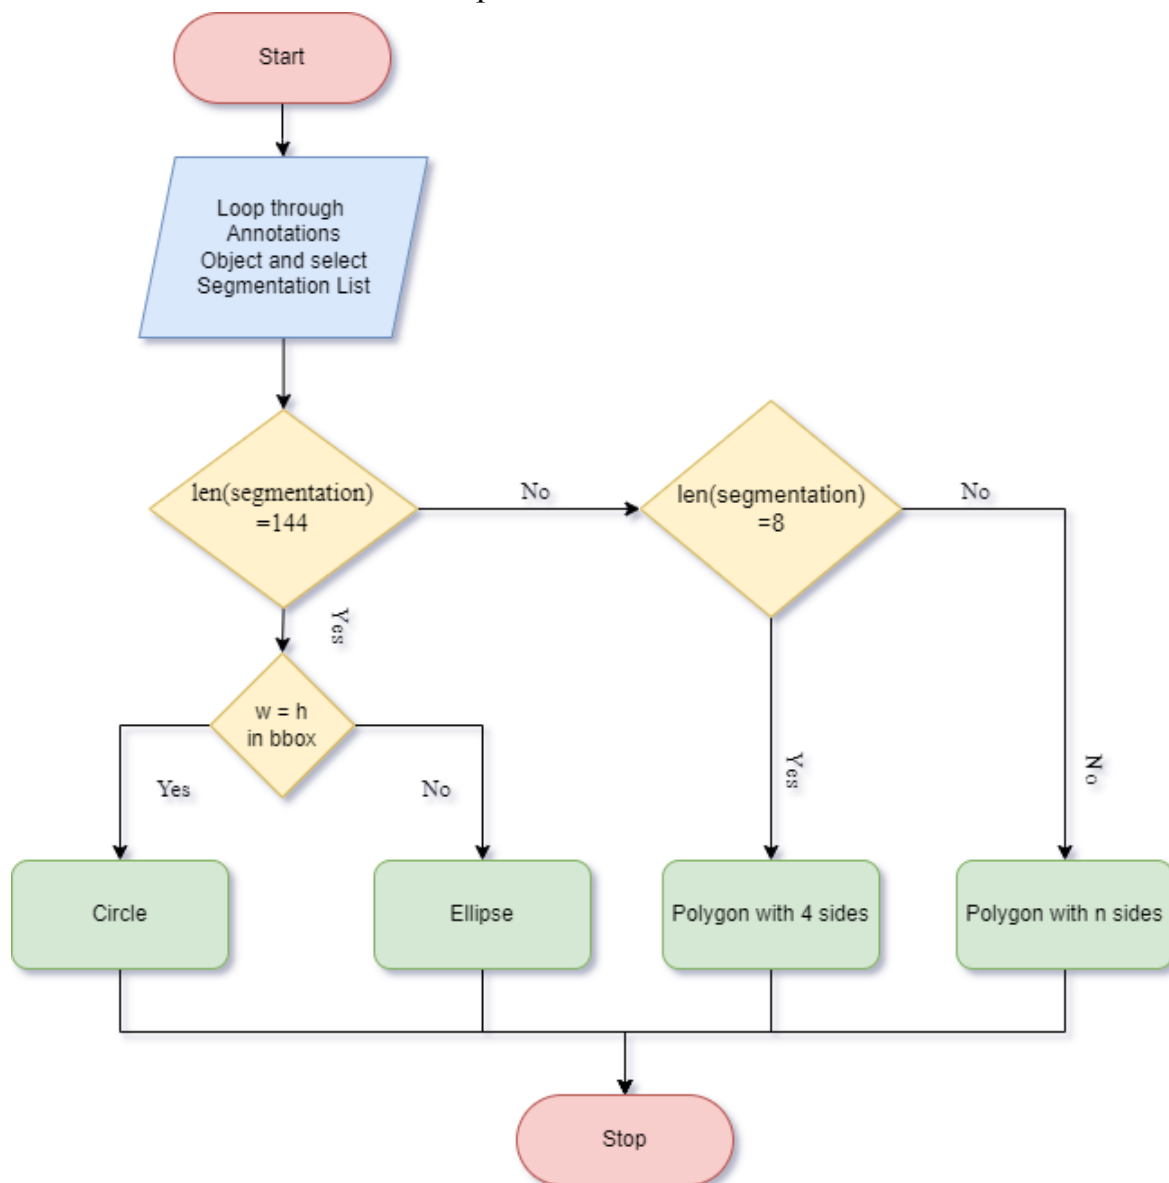 Start
Loop through
Annotations
Object and select
Segmentation List
len(segmentation)
=144
No
len(segmentation)
=8
No
Yes
w = h
in bbox
Yes
No
Yes
No
Circle
Ellipse
Polygon with 4 sides
Polygon with n sides
Stop